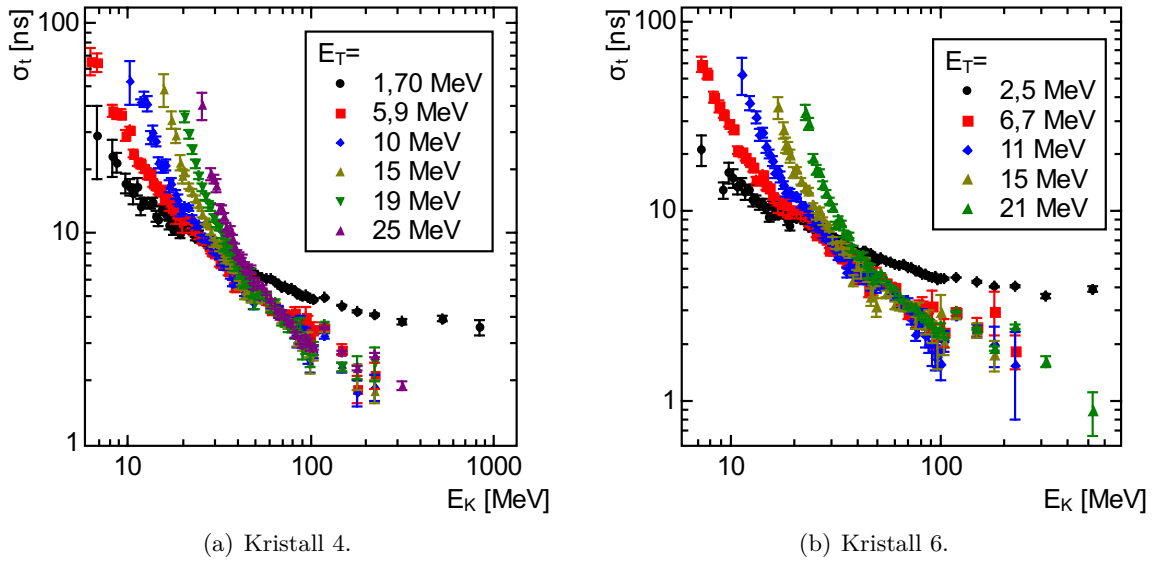 σt [ns]
100
10
1
10
100
1000
EK [MeV]
ET=
1,70 MeV
5,9 MeV
10 MeV
15 MeV
19 MeV
25 MeV
(a) Kristall 4.
σt [ns]
100
10
1
10
100
EK [MeV]
ET=
2,5 MeV
6,7 MeV
11 MeV
15 MeV
21 MeV
(b) Kristall 6.